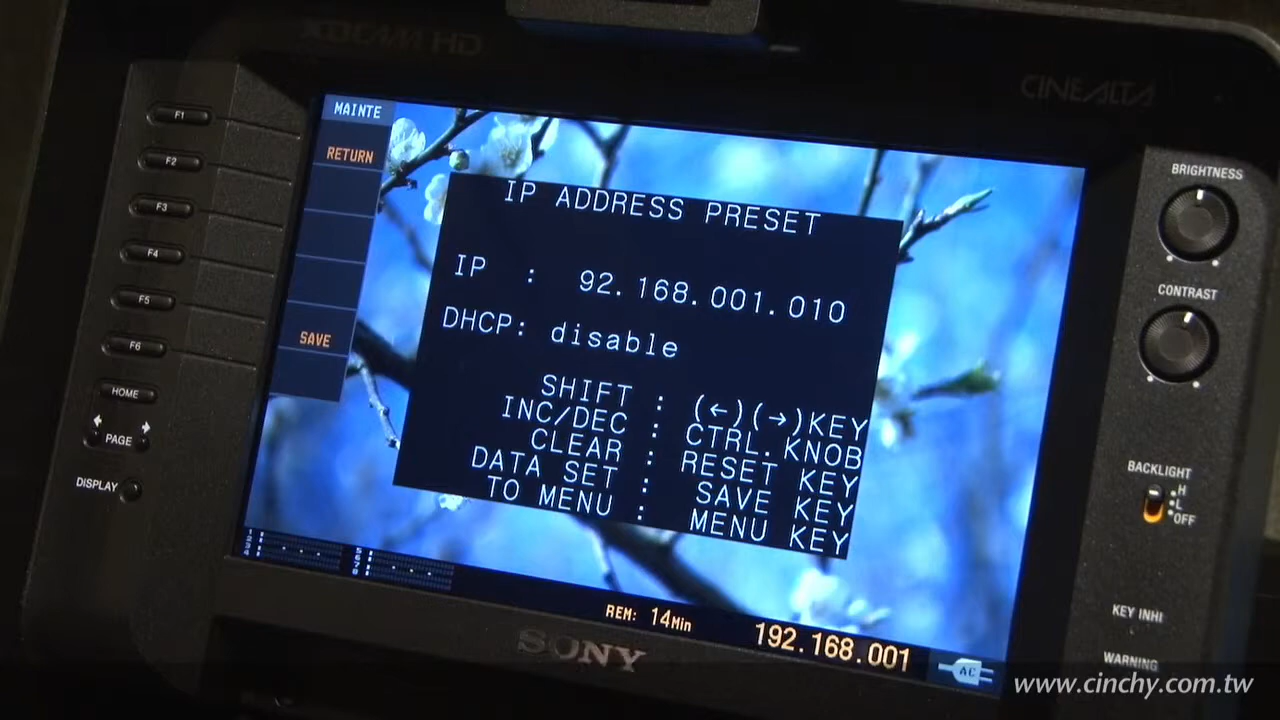 XDCAM HD
CINEALTA
F1
F2
F3
F4
F5
F6
HOME
PAGE
DISPLAY
MAINTE
RETURN
SAVE
IP ADDRESS PRESET
IP : 92.168.001.010
DHCP: disable
SHIFT : (←)(→)KEY
INC/DEC : CTRL. KNOB
CLEAR : RESET KEY
DATA SET : SAVE KEY
TO MENU : MENU KEY
REM: 14Min
192.168.001
AC
SONY
BRIGHTNESS
CONTRAST
BACKLIGHT
H
L
OFF
KEY INHI
WARNING
www.cinchy.com.tw